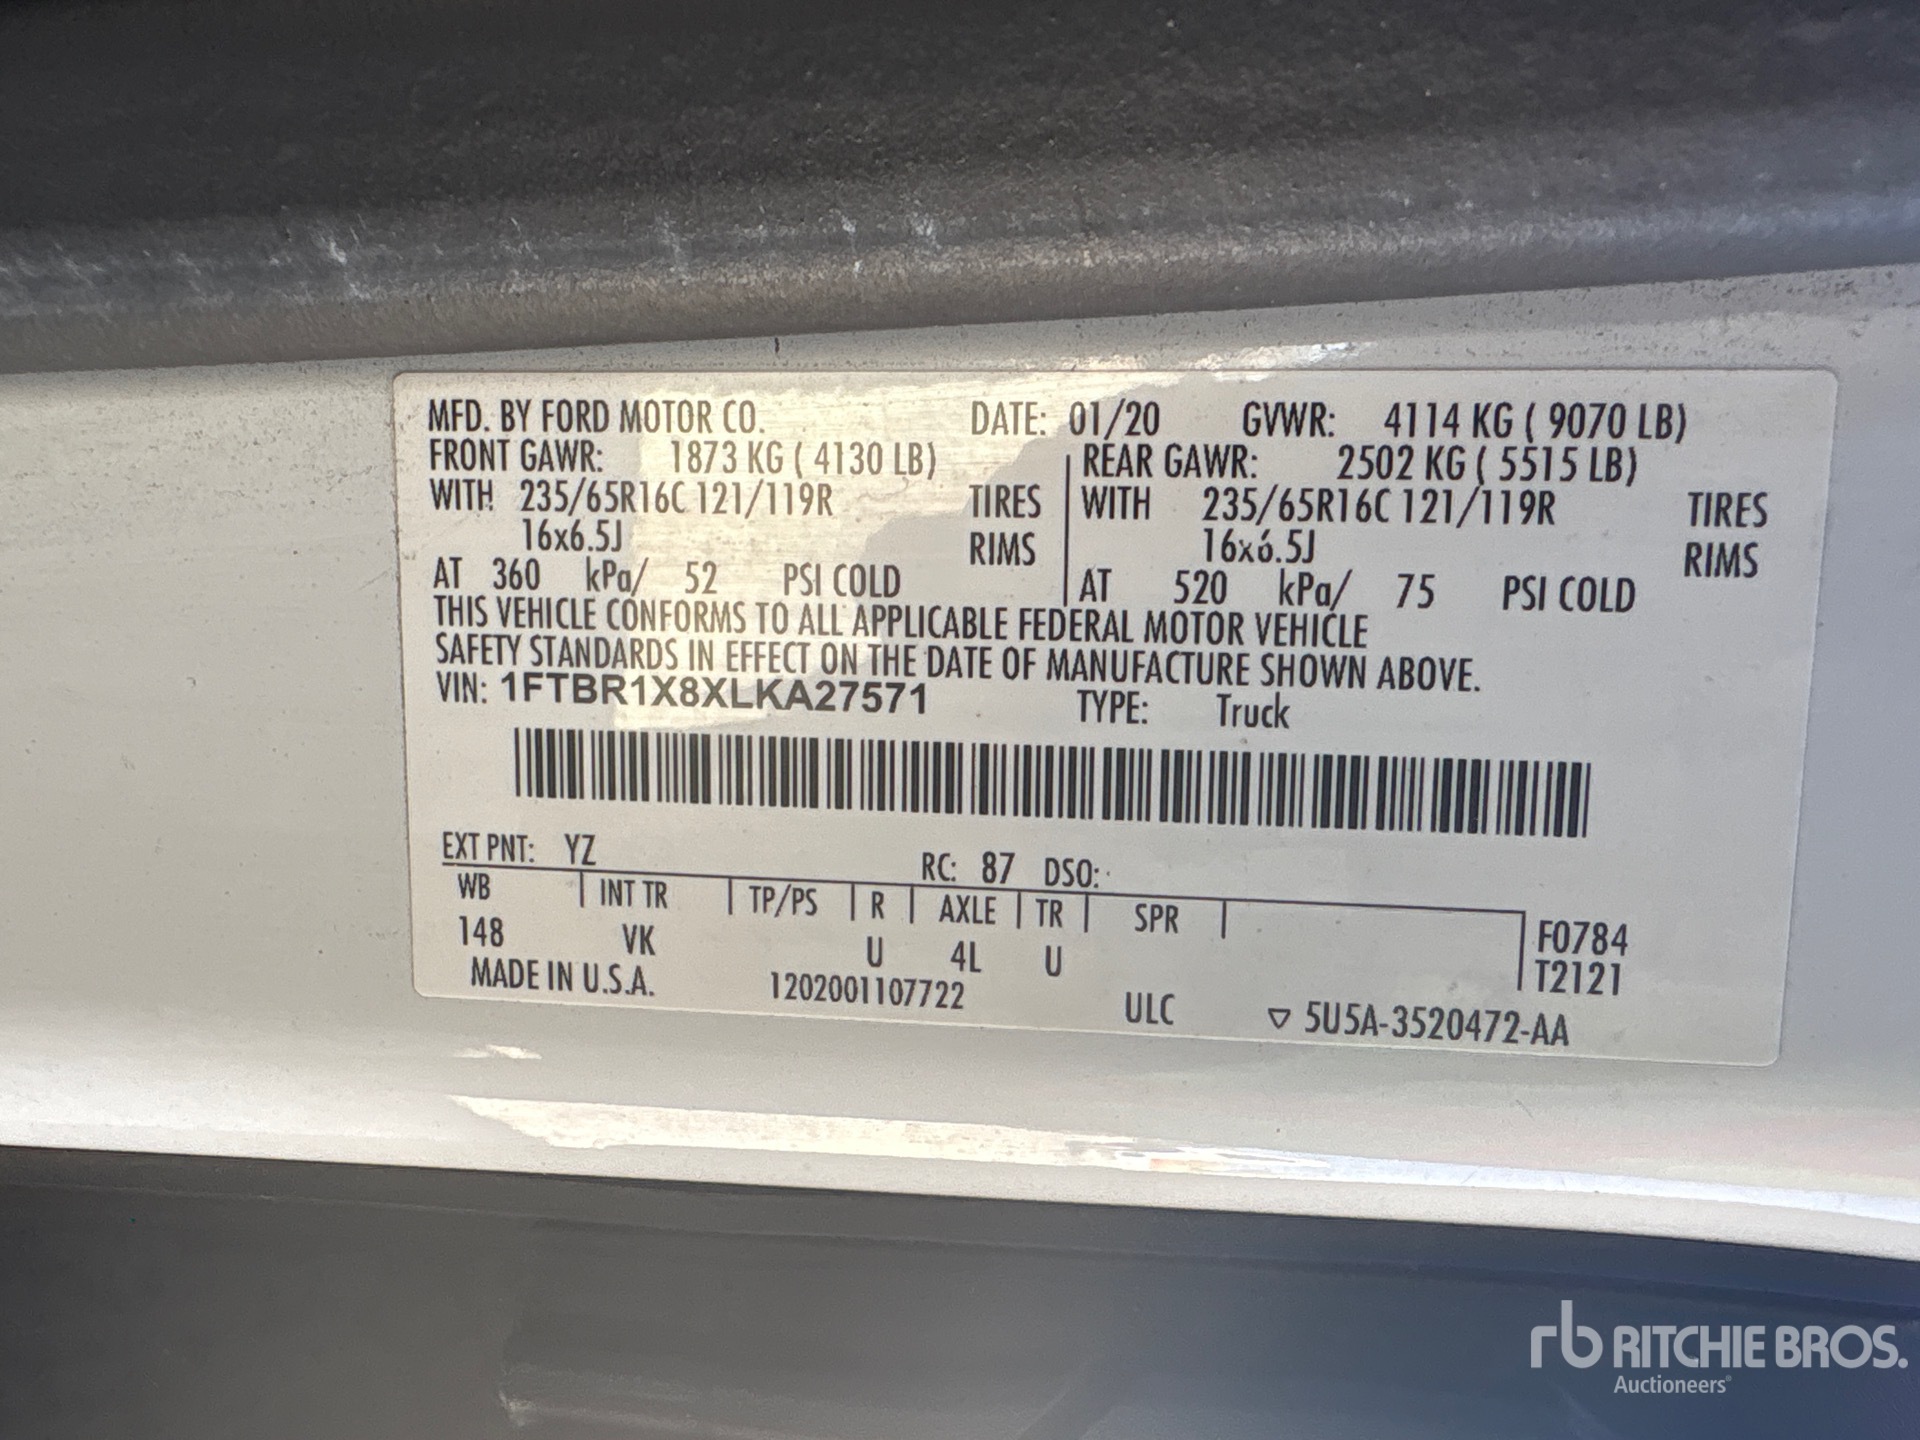 MFD. BY FORD MOTOR CO. DATE: 01/20 GVWR: 4114 KG ( 9070 LB)
FRONT GAWR: 1873 KG ( 4130 LB) REAR GAWR: 2502 KG ( 5515 LB)
WITH 235/65R16C 121/119R TIRES WITH 235/65R16C 121/119R TIRES
16x6.5J RIMS 16x6.5J RIMS
AT 360 kPa/ 52 PSI COLD AT 520 kPa/ 75 PSI COLD
THIS VEHICLE CONFORMS TO ALL APPLICABLE FEDERAL MOTOR VEHICLE
SAFETY STANDARDS IN EFFECT ON THE DATE OF MANUFACTURE SHOWN ABOVE.
VIN: 1FTBR1X8XLKA27571 TYPE: Truck
EXT PNT: YZ RC: 87 DSO:
WB INT TR TP/PS R AXLE TR SPR F0784
148 VK U 4L U T2121
MADE IN U.S.A. 1202001107722 ULC ▽ 5U5A-3520472-AA
rb RITCHIE BROS.
Auctioneers®